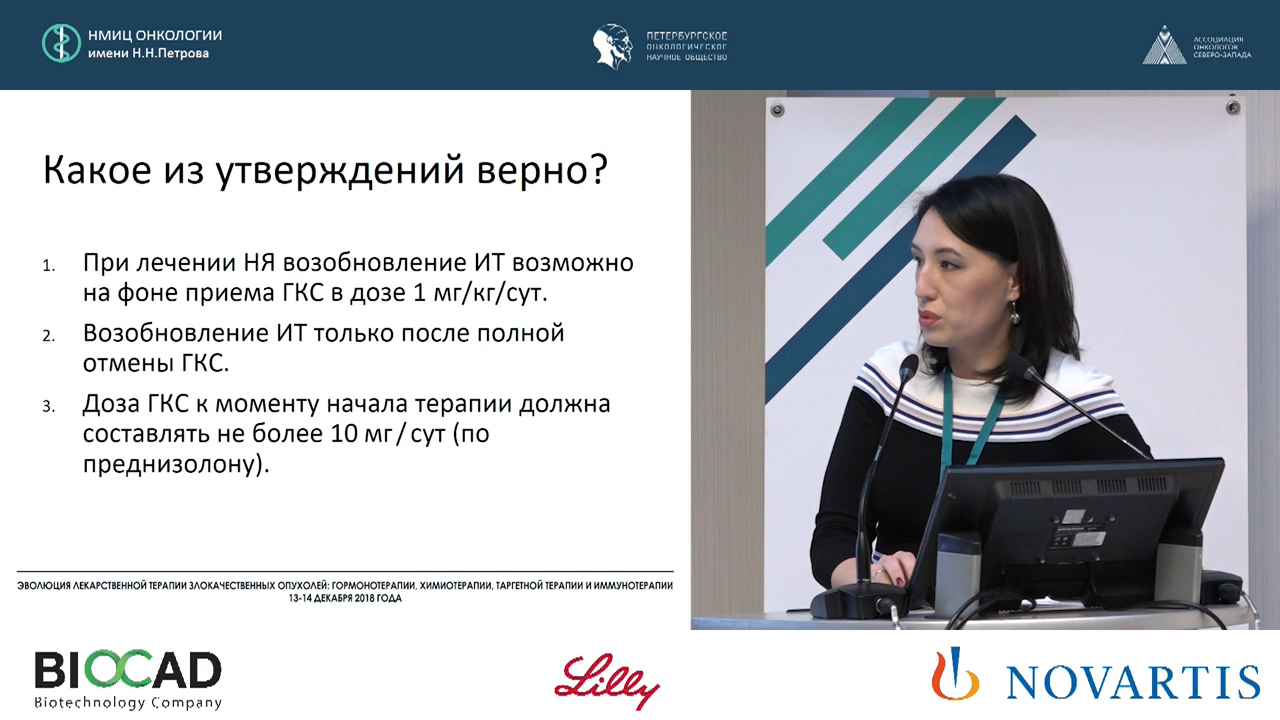 НМИЦ ОНКОЛОГИИ
имени Н.Н.Петрова
ПЕТЕРБУРГСКОЕ
ОНКОЛОГИЧЕСКОЕ
НАУЧНОЕ ОБЩЕСТВО
АССОЦИАЦИЯ
ОНКОЛОГОВ
СЕВЕРО-ЗАПАДА
Какое из утверждений верно?
1. При лечении НЯ возобновление ИТ возможно
на фоне приема ГКС в дозе 1 мг/кг/сут.
2. Возобновление ИТ только после полной
отмены ГКС.
3. Доза ГКС к моменту начала терапии должна
составлять не более 10 мг/сут (по
преднизолону).
ЭВОЛЮЦИЯ ЛЕКАРСТВЕННОЙ ТЕРАПИИ ЗЛОКАЧЕСТВЕННЫХ ОПУХОЛЕЙ: ГОРМОНОТЕРАПИИ, ХИМИОТЕРАПИИ, ТАРГЕТНОЙ ТЕРАПИИ И ИММУНОТЕРАПИИ
13-14 ДЕКАБРЯ 2018 ГОДА
BIOCAD
Biotechnology Company
Lilly
NOVARTIS